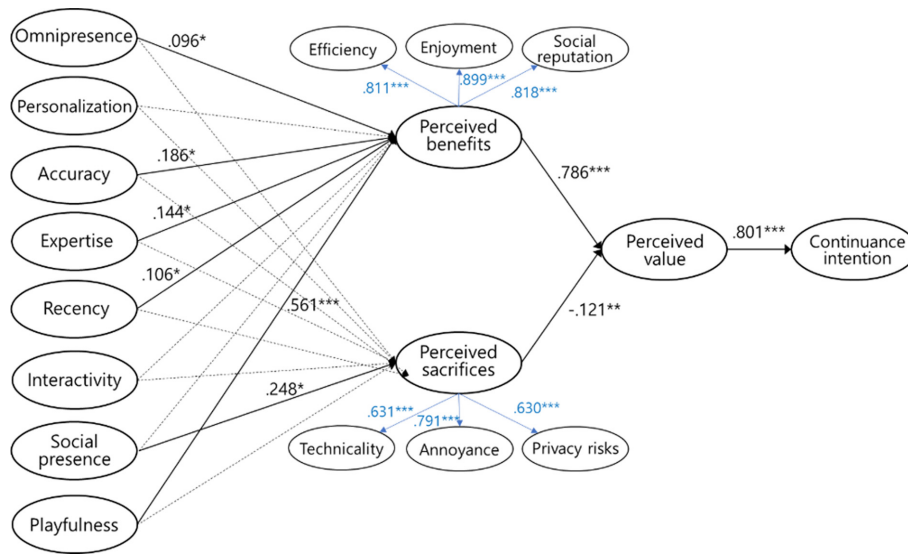 Omnipresence
Personalization
Accuracy
Expertise
Recency
Interactivity
Social
presence
Playfulness
.096*
.186*
.144*
.106*
.561***
.248*
Efficiency
Enjoyment
Social
reputation
.811***
.899***
.818***
Perceived
benefits
Perceived
sacrifices
.631***
.791***
.630***
Technicality
Annoyance
Privacy risks
.786***
-.121**
Perceived
value
.801***
Continuance
intention